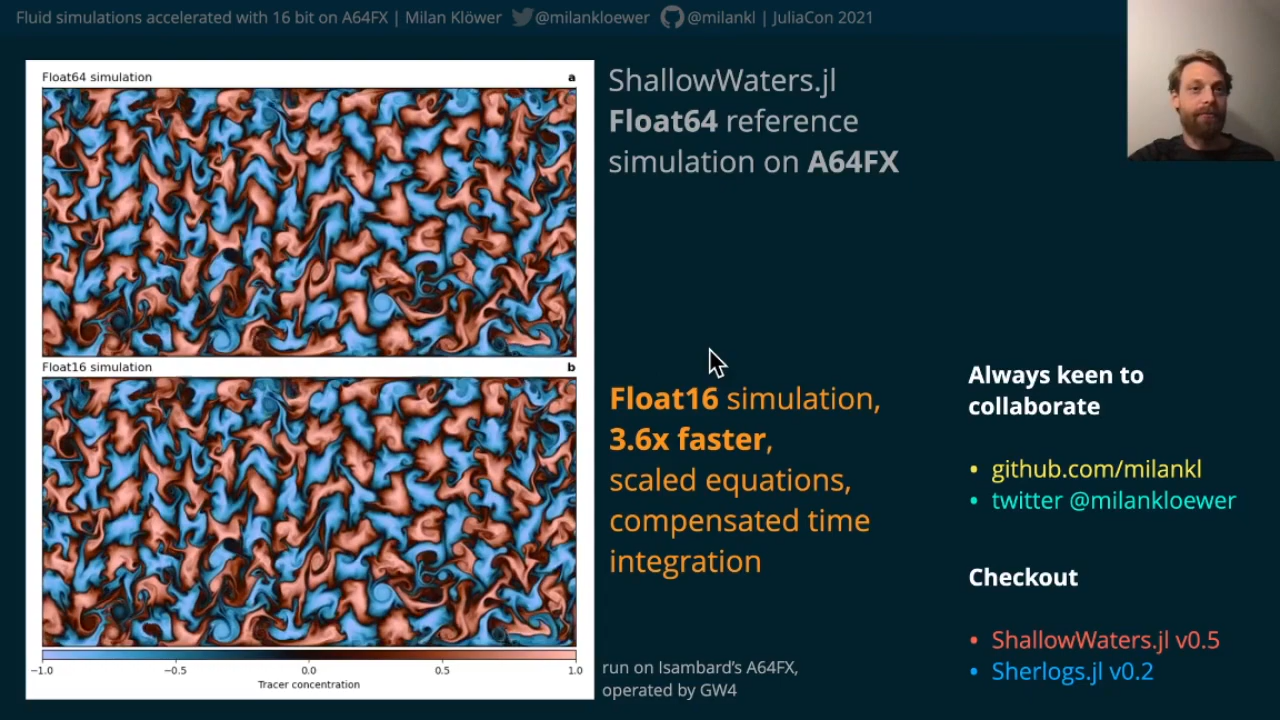 Fluid simulations accelerated with 16 bit on A64FX | Milan Klöwer @milankloewer @milankl | JuliaCon 2021
Float64 simulation a
ShallowWaters.jl
Float64 reference
simulation on A64FX
Float16 simulation b
Float16 simulation,
3.6x faster,
scaled equations,
compensated time
integration
−1.0 −0.5 0.0 0.5 1.0
Tracer concentration
run on Isambard's A64FX,
operated by GW4
Always keen to
collaborate
• github.com/milankl
• twitter @milankloewer
Checkout
• ShallowWaters.jl v0.5
• Sherlogs.jl v0.2